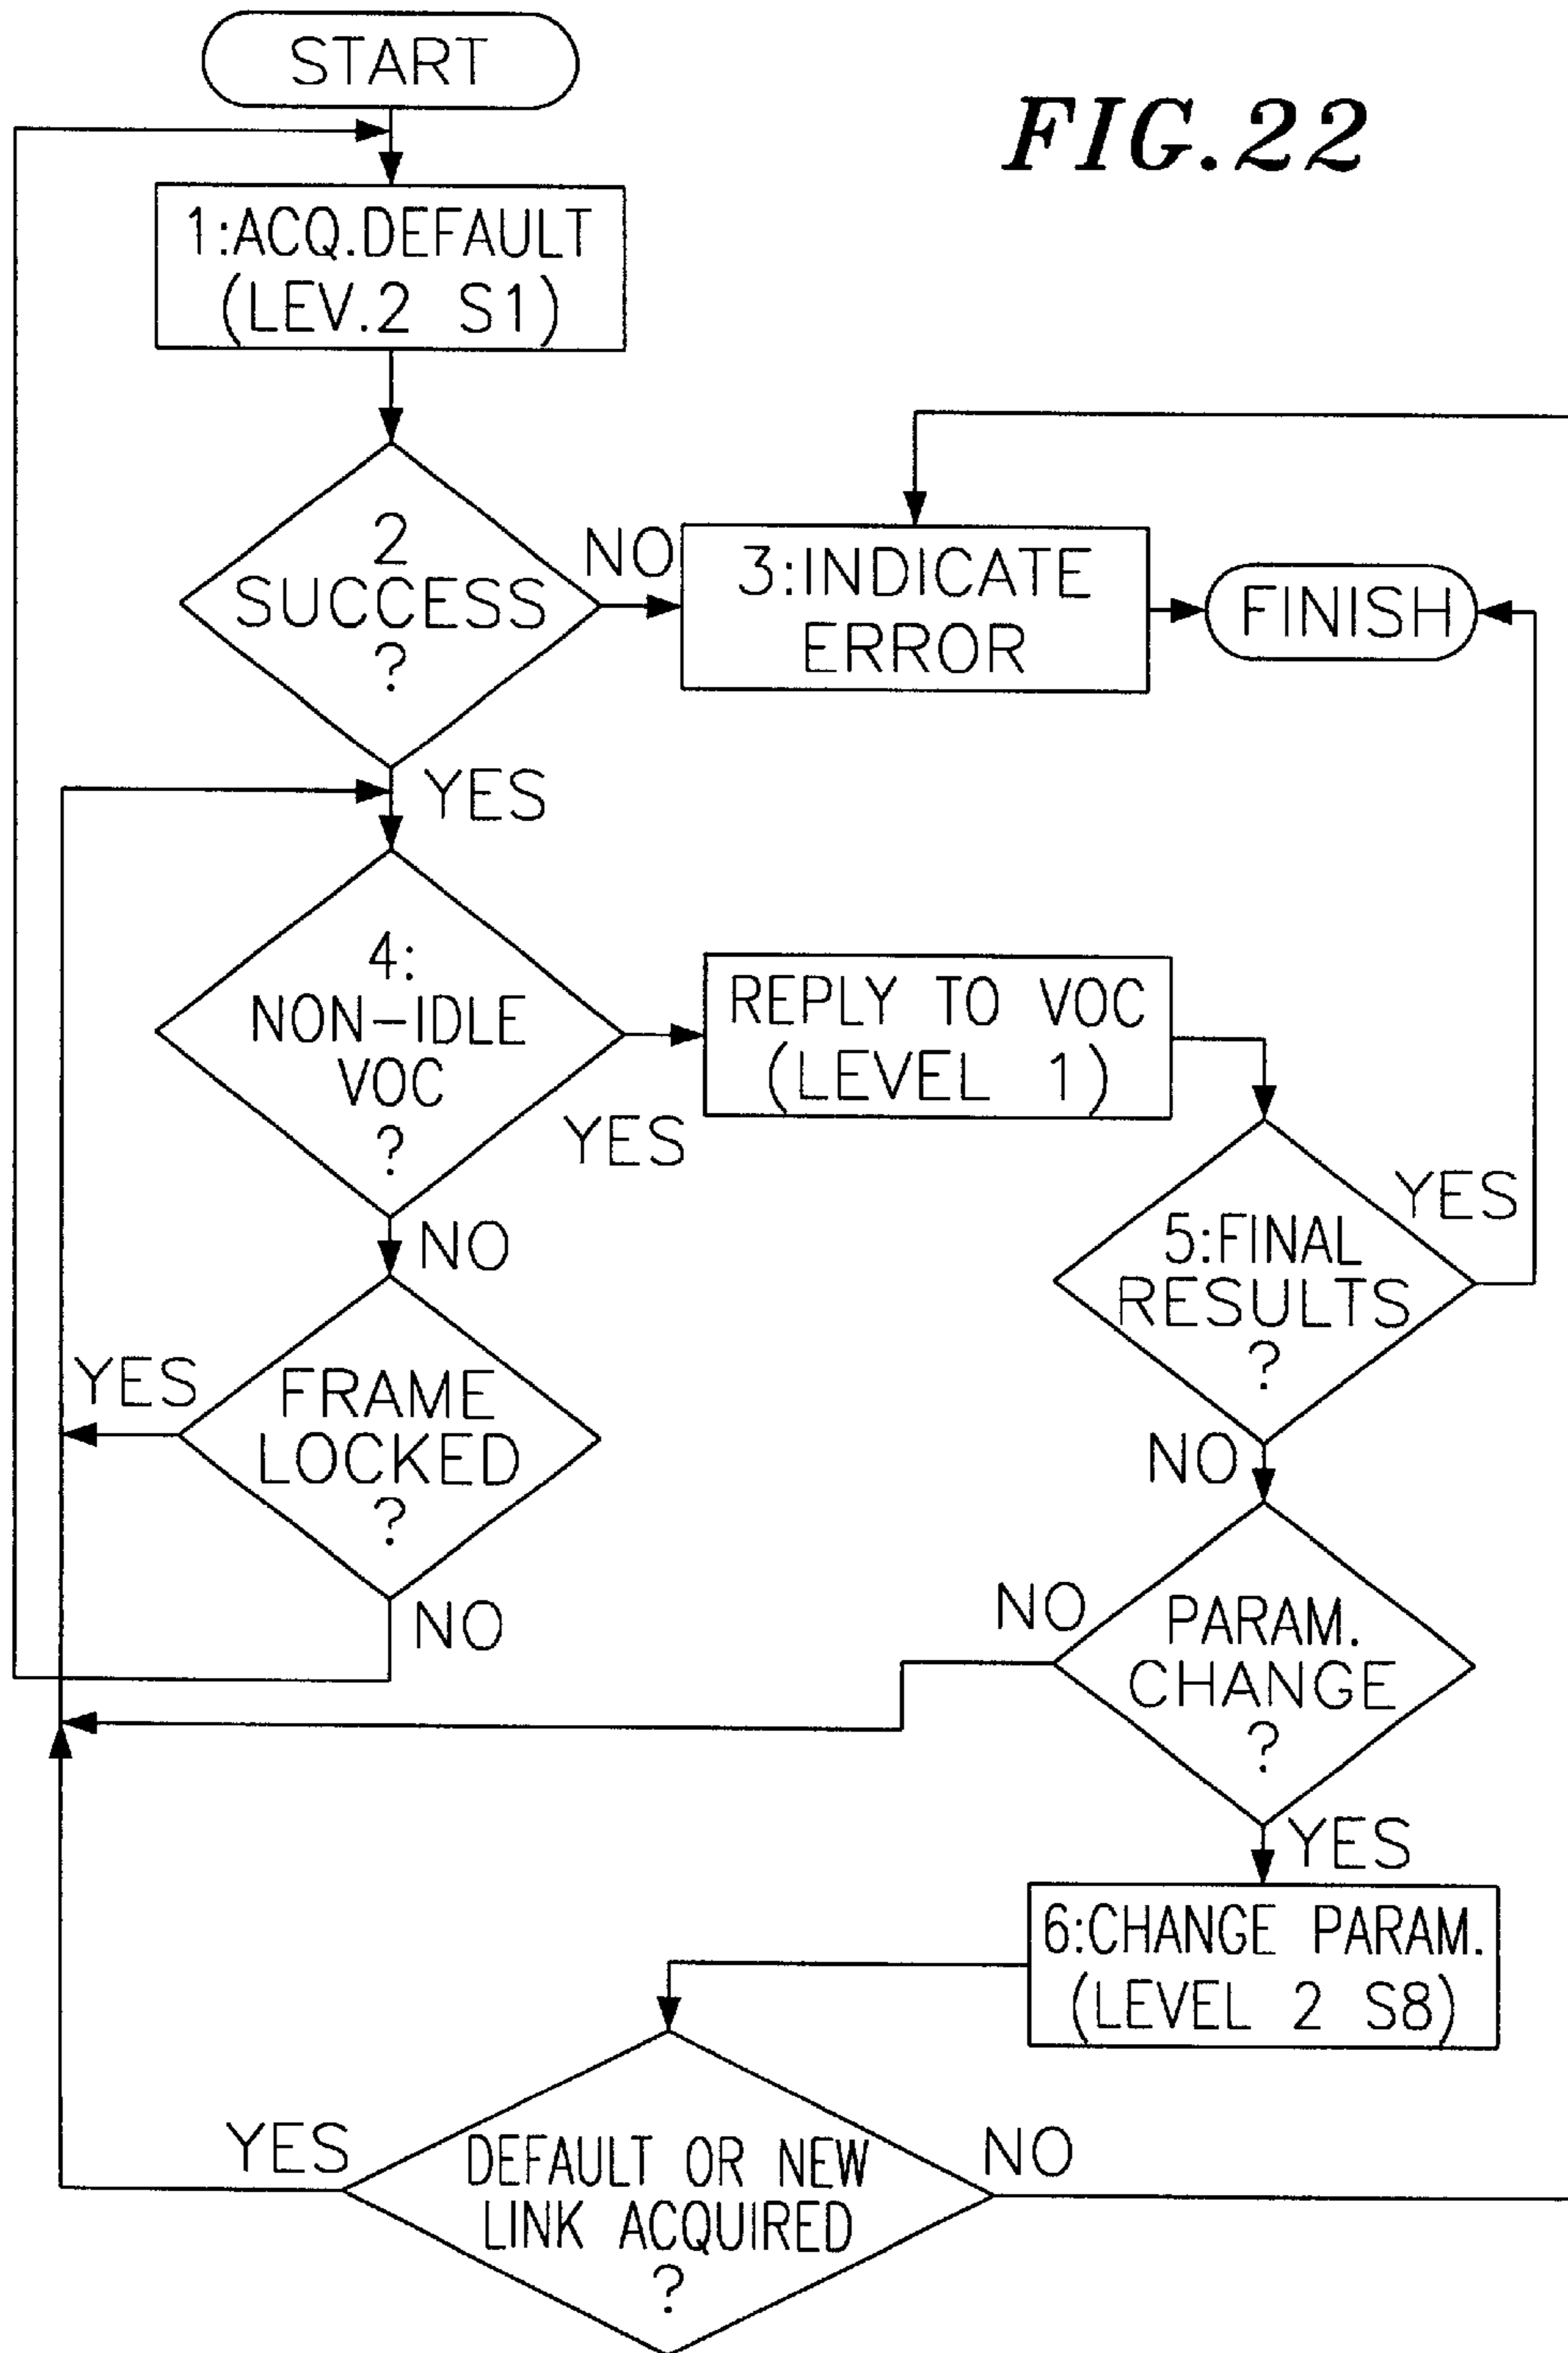 START
FIG.22
1:ACQ.DEFAULT
(LEV.2 S1)
2
SUCCESS
?
NO
3:INDICATE
ERROR
FINISH
YES
4:
NON-IDLE
VOC
?
YES
REPLY TO VOC
(LEVEL 1)
NO
5:FINAL
RESULTS
?
YES
YES
FRAME
LOCKED
?
NO
NO
NO
PARAM.
CHANGE
?
YES
6:CHANGE PARAM.
(LEVEL 2 S8)
YES
DEFAULT OR NEW
LINK ACQUIRED
?
NO